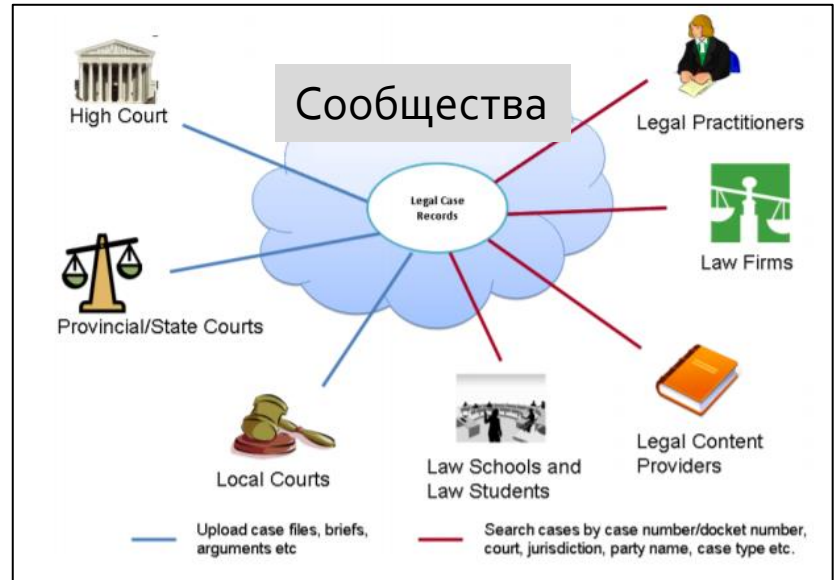 Сообщества
High Court
Legal Practitioners
Legal Case
Records
Law Firms
Provincial/State Courts
Legal Content
Providers
Local Courts
Law Schools and
Law Students
Upload case files, briefs,
arguments etc
Search cases by case number/docket number,
court, jurisdiction, party name, case type etc.